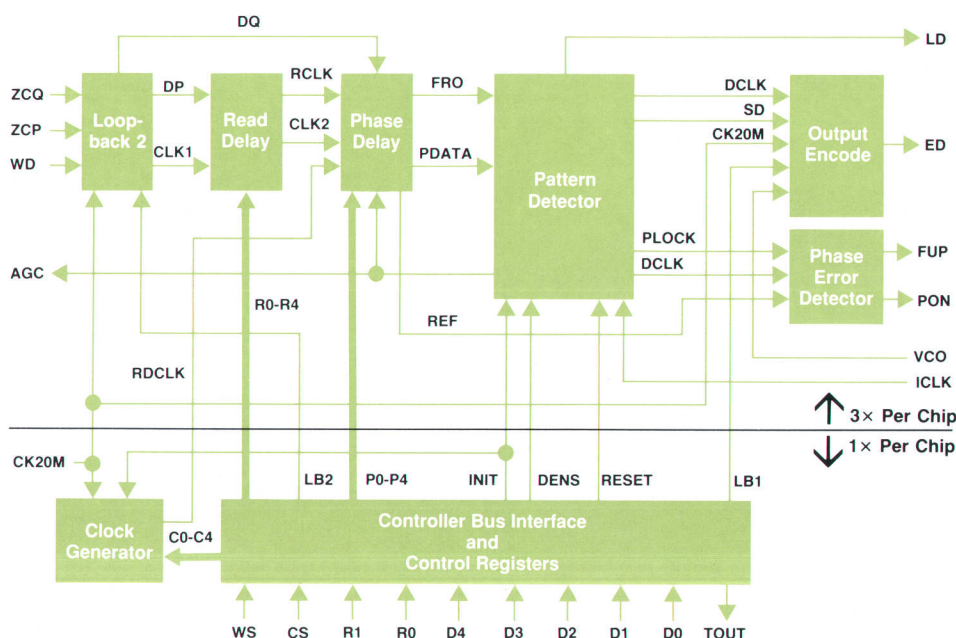 DQ
LD
ZCQ
DP
RCLK
FRO
DCLK
SD
ZCP
Loop-
back 2
Read
Delay
CLK2
Phase
Delay
CK20M
Output
Encode
ED
WD
CLK1
PDATA
Pattern
Detector
PLOCK
DCLK
Phase
Error
Detector
FUP
PON
AGC
R0-R4
REF
VCO
RDCLK
ICLK
3× Per Chip
1× Per Chip
CK20M
LB2
P0-P4
INIT
DENS
RESET
LB1
Clock
Generator
C0-C4
Controller Bus Interface
and
Control Registers
WS
CS
R1
R0
D4
D3
D2
D1
D0
TOUT